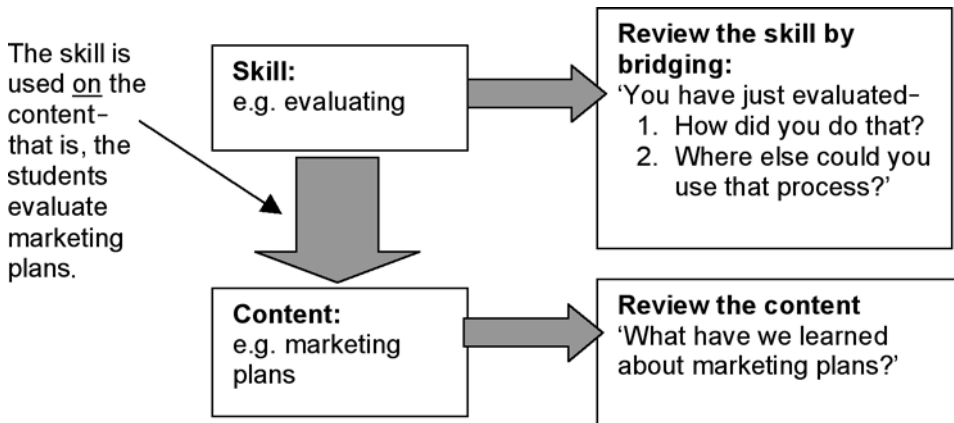 The skill is
used on the
content–
that is, the
students
evaluate
marketing
plans.
Skill:
e.g. evaluating
Review the skill by
bridging:
‘You have just evaluated–
1. How did you do that?
2. Where else could you
use that process?’
Content:
e.g. marketing
plans
Review the content
‘What have we learned
about marketing plans?’